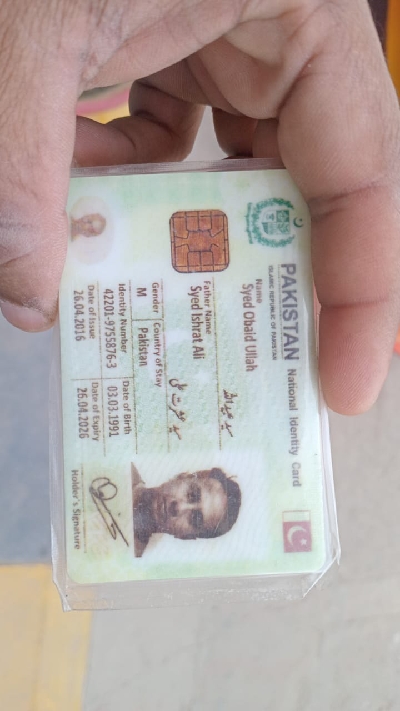 PAKISTAN National Identity Card
ISLAMIC REPUBLIC OF PAKISTAN
Name
Syed Obaid Ullah
سید عبید اللہ
Father Name
Syed Ishrat Ali
سید عشرت علی
Gender Country of Stay
M Pakistan
Identity Number Date of Birth
42201-9755876-3 03.03.1991
Date of Issue Date of Expiry
26.04.2016 26.04.2026
Holder's Signature